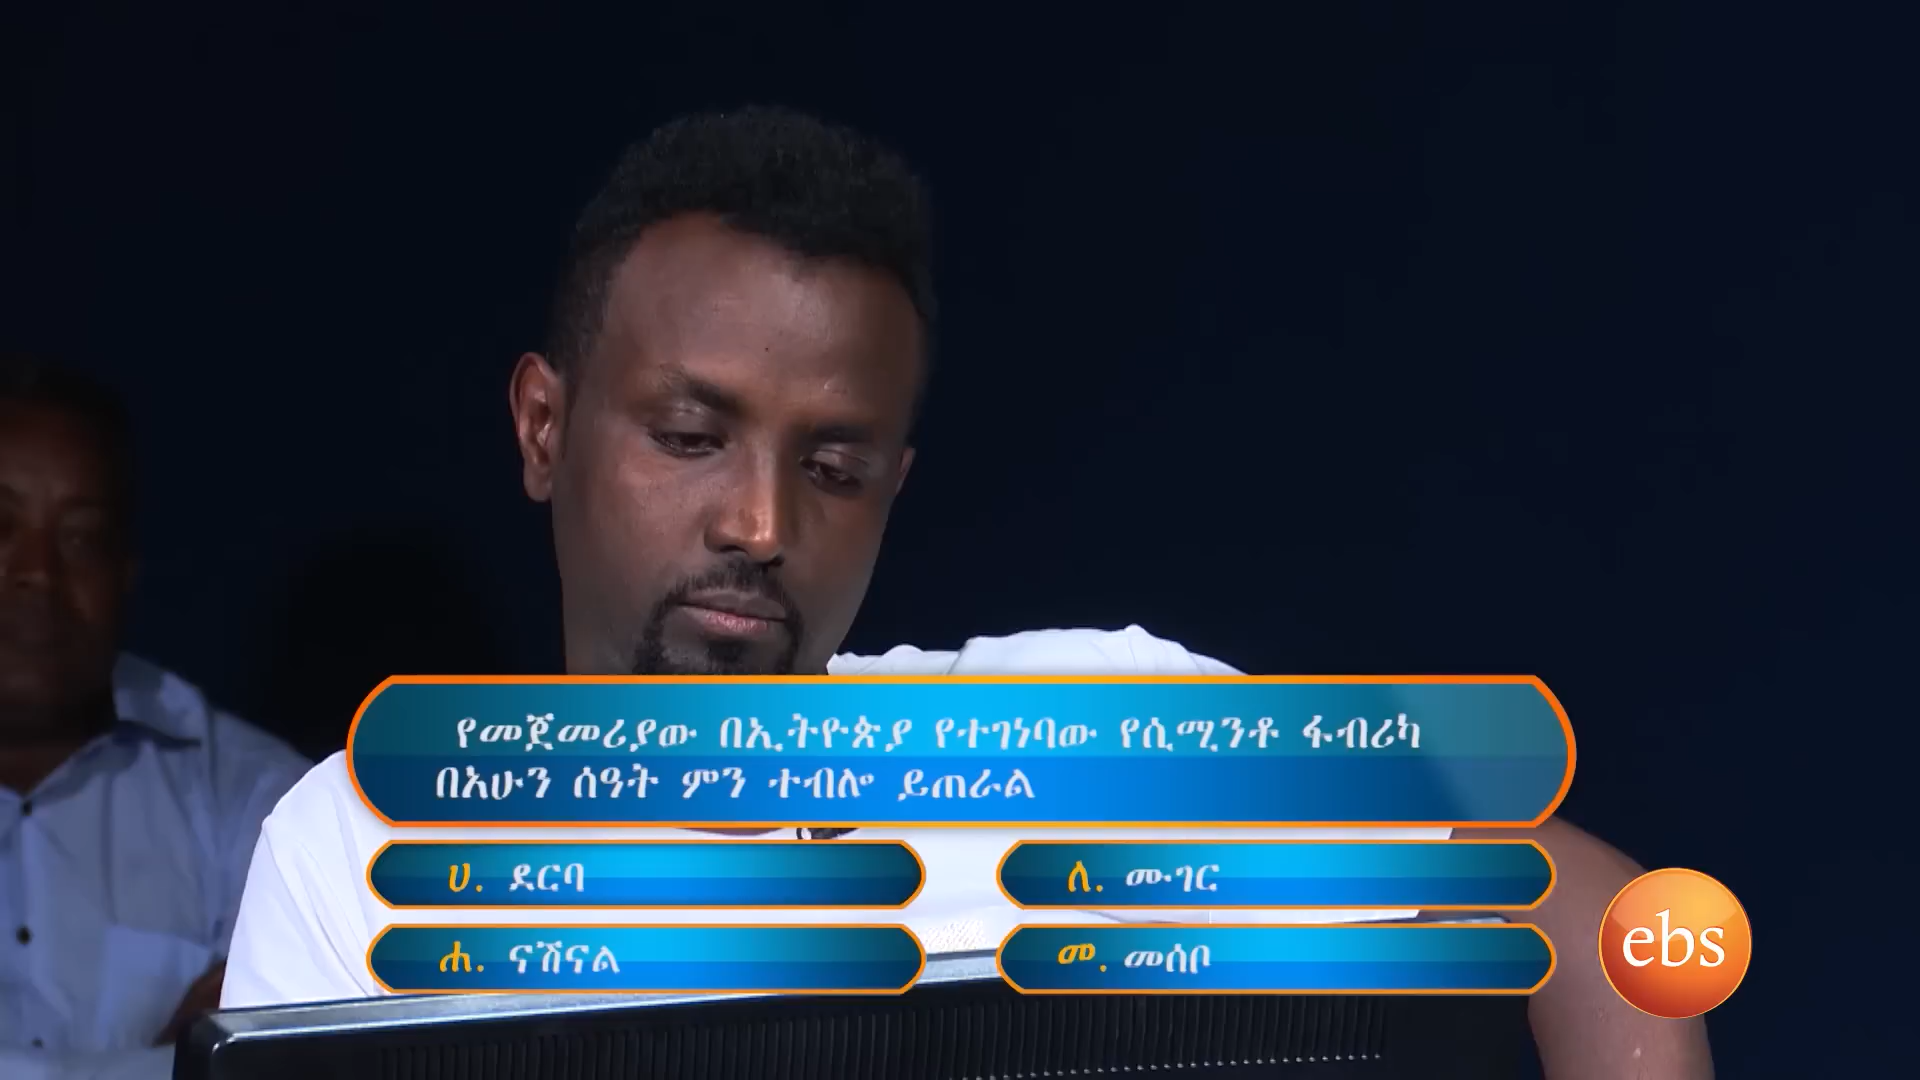 የመጀመሪያው በኢትዮጵያ የተገነባው የሲሚንቶ ፋብሪካ
በአሁን ሰዓት ምን ተብሎ ይጠራል
ሀ. ደርባ
ለ. ሙገር
ሐ. ናሽናል
መ. መሰቦ
ebs